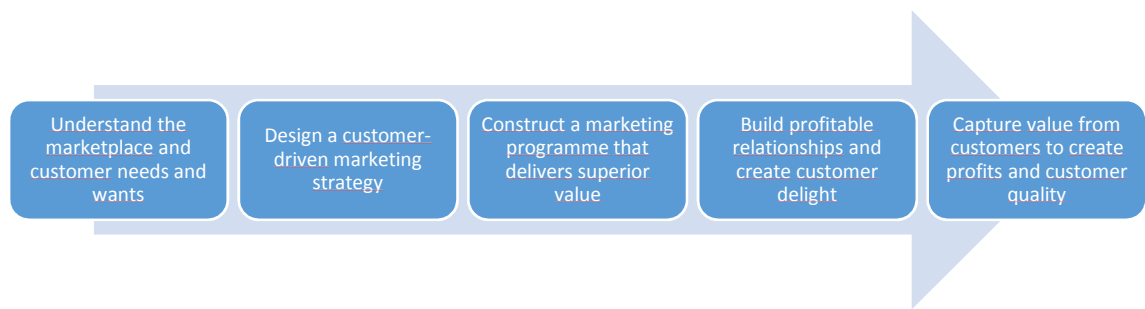 Understand the
marketplace and
customer needs and
wants
Design a customer-
driven marketing
strategy
Construct a marketing
programme that
delivers superior
value
Build profitable
relationships and
create customer
delight
Capture value from
customers to create
profits and customer
quality